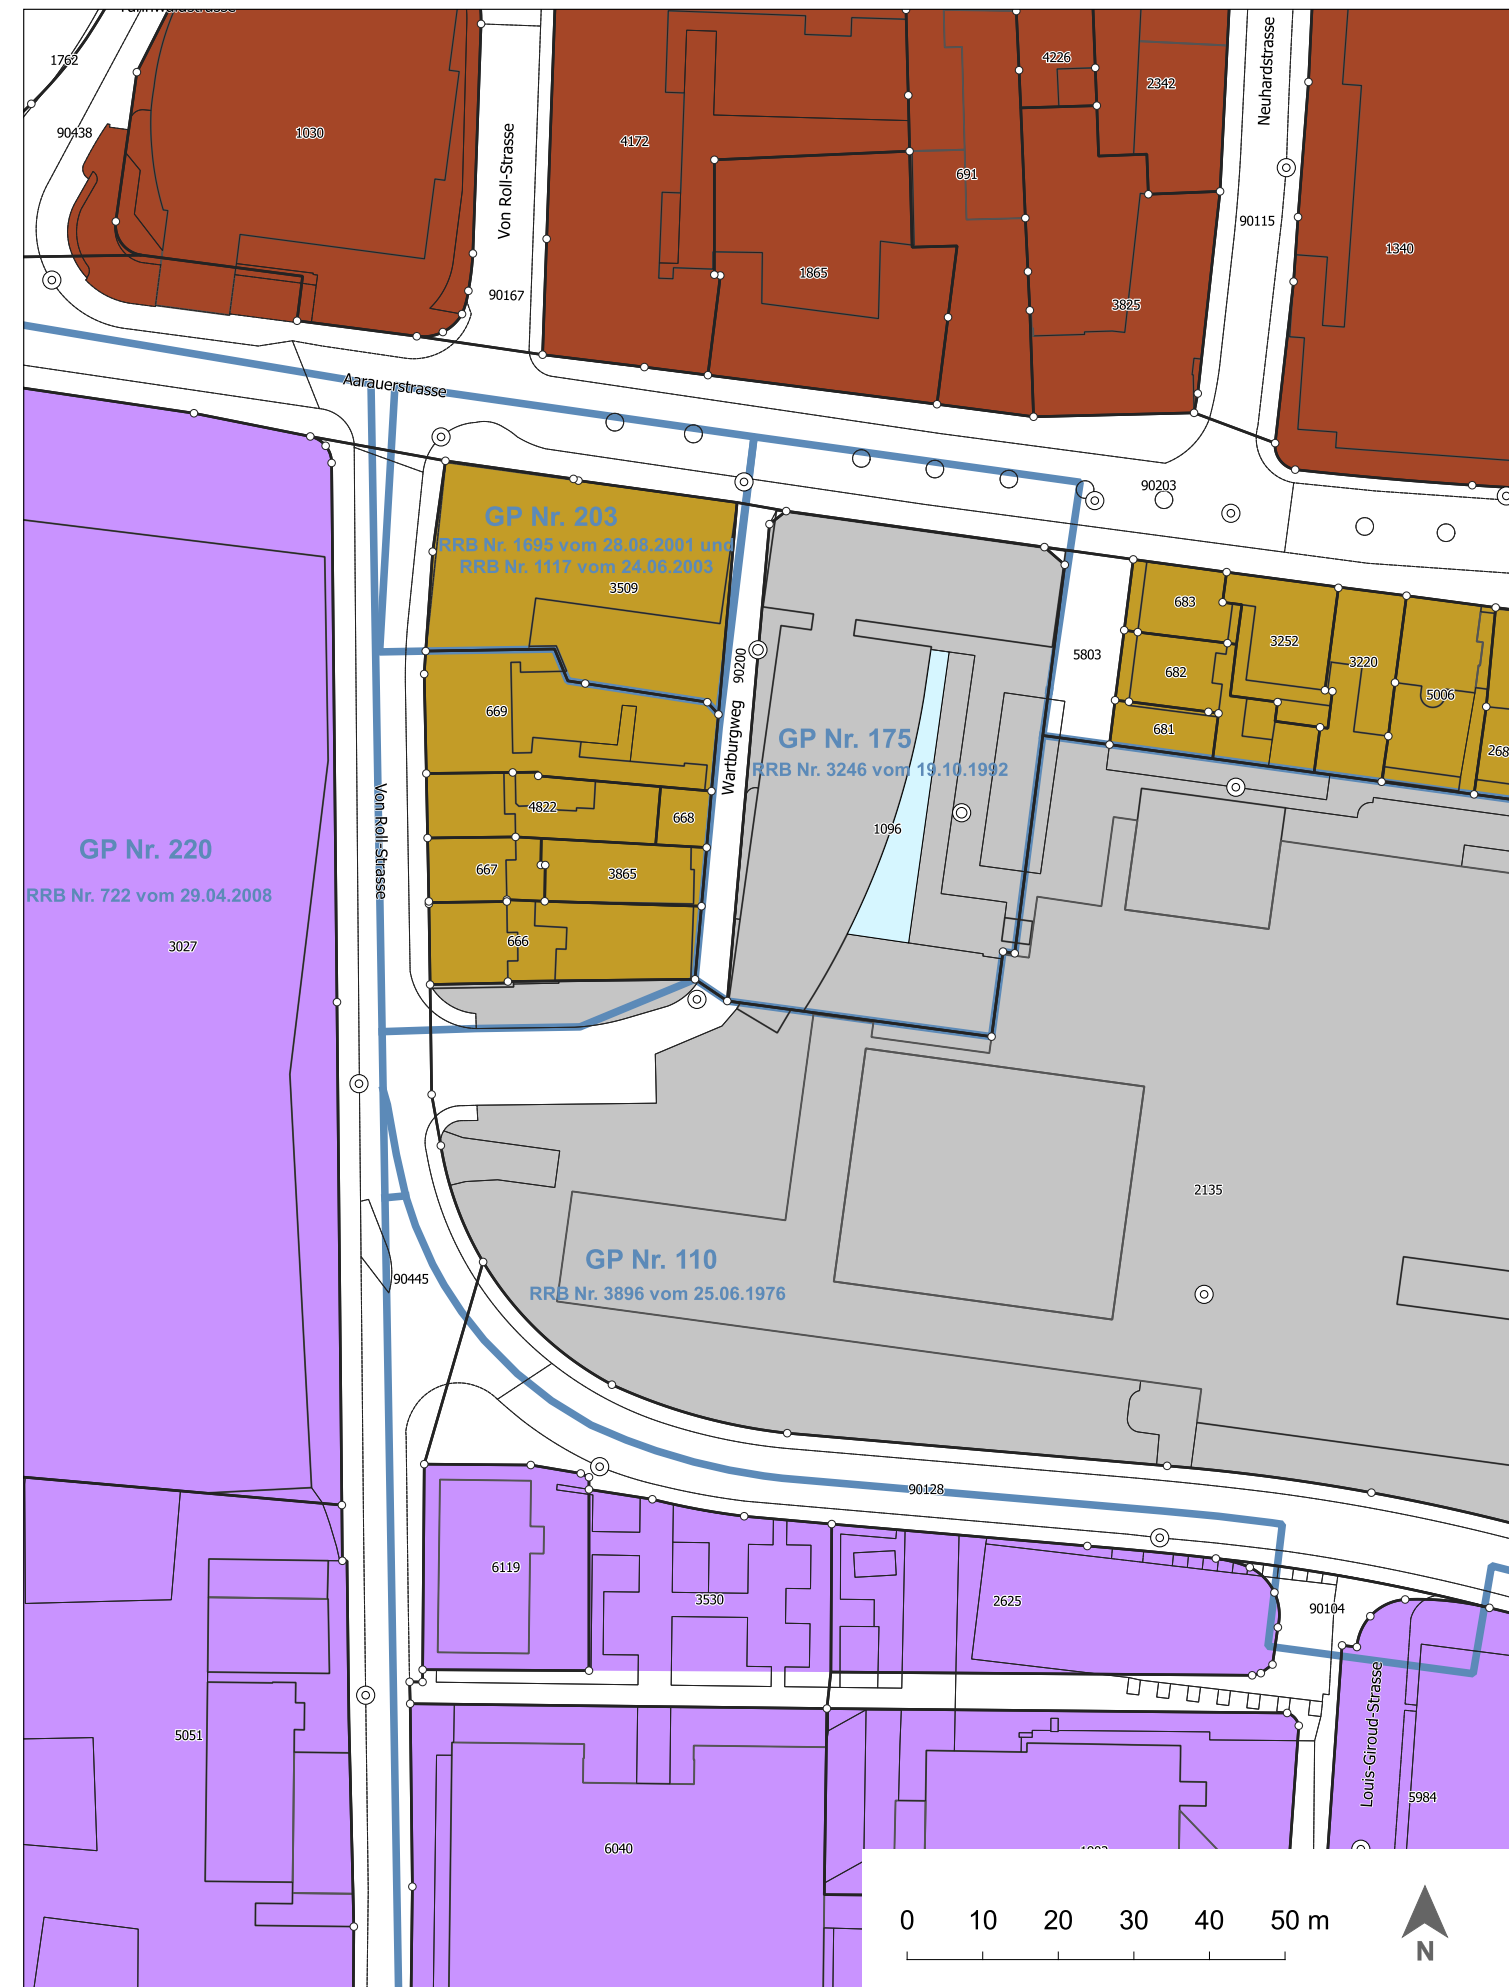 1762
90438
1030
Von Roll-Strasse
4172
4226
2342
Neuhardstrasse
691
90115
1340
1865
90167
3825
Aarauerstrasse
90203
GP Nr. 203
RRB Nr. 1695 vom 28.08.2001 und
RRB Nr. 1117 vom 24.06.2003
3509
683
3252
3220
5006
682
681
268
5803
90200
Wartburgweg
669
4822
668
667
3865
666
GP Nr. 175
RRB Nr. 3246 vom 19.10.1992
1096
Von Roll-Strasse
GP Nr. 220
RRB Nr. 722 vom 29.04.2008
3027
2135
GP Nr. 110
RRB Nr. 3896 vom 25.06.1976
90445
90128
6119
3530
2625
90104
Louis-Giroud-Strasse
5051
5984
6040
0 10 20 30 40 50 m
N